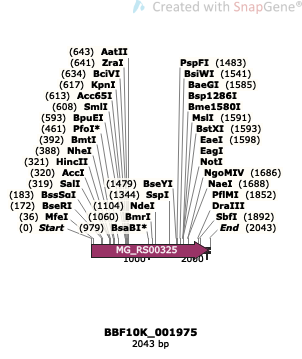 Created with SnapGene®
(643) AatII
(641) ZraI
(634) BciVI
(617) KpnI
(613) Acc65I
(608) SmlI
(593) BpuEI
(461) PfoI*
(392) BmtI
(388) NheI
(321) HincII
(320) AccI
(319) SalI
(183) BssSαI
(172) BseRI
(36) MfeI
(0) Start
(1479) BseYI
(1344) SspI
(1104) NdeI
(1060) BmrI
(979) BsaBI*
PspFI (1483)
BsiWI (1541)
BaeGI (1585)
Bsp1286I
Bme1580I
MslI (1591)
BstXI (1593)
EaeI (1598)
EagI
NotI
NgoMIV (1686)
NaeI (1688)
PflMI (1852)
DraIII
SbfI (1892)
End (2043)
MG_RS00325
1000
2000
BBF10K_001975
2043 bp